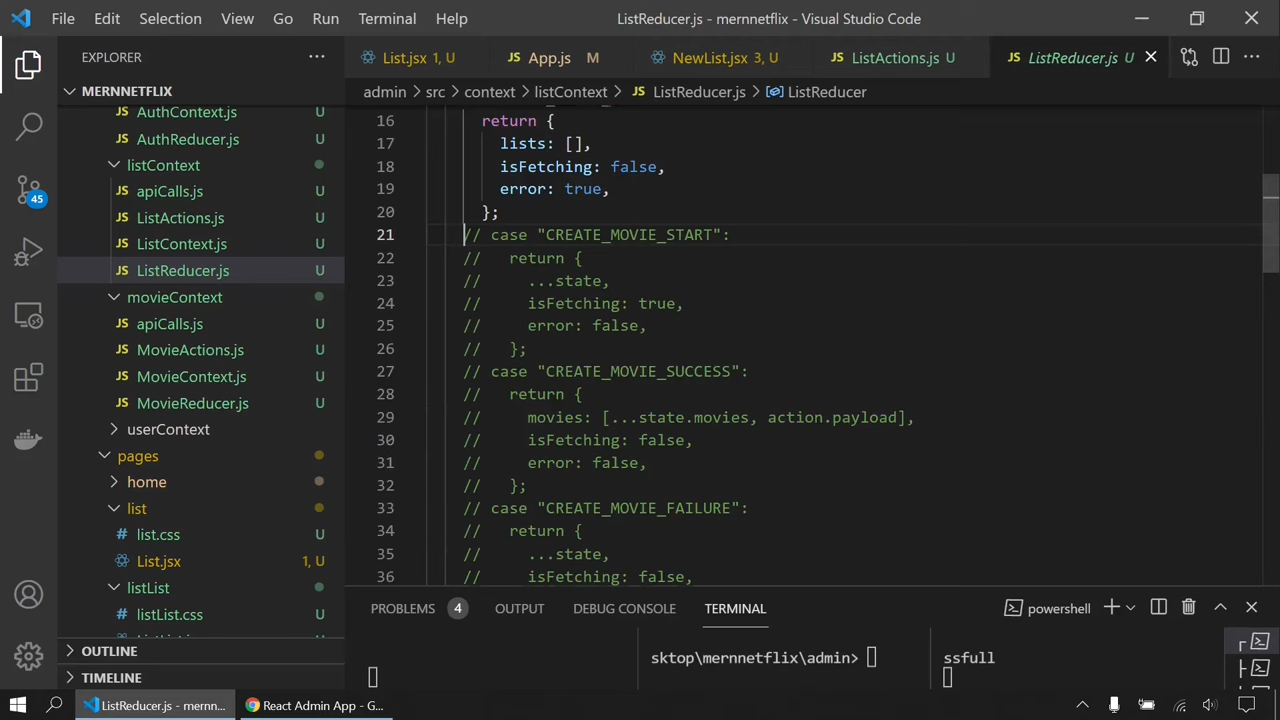 File Edit Selection View Go Run Terminal Help ListReducer.js - mernnetflix - Visual Studio Code
EXPLORER
List.jsx 1, U
App.js M
NewList.jsx 3, U
ListActions.js U
ListReducer.js U
MERNNETFLIX
admin > src > context > listContext > ListReducer.js > ListReducer
AuthContext.js U
AuthReducer.js U
listContext
apiCalls.js U
ListActions.js U
ListContext.js U
ListReducer.js U
movieContext
apiCalls.js U
MovieActions.js U
MovieContext.js U
MovieReducer.js U
userContext
pages
home
list
list.css U
List.jsx 1, U
listList
listList.css U
OUTLINE
TIMELINE
45
16 return {
17 lists: [],
18 isFetching: false,
19 error: true,
20 };
21 // case "CREATE_MOVIE_START":
22 // return {
23 // ...state,
24 // isFetching: true,
25 // error: false,
26 // };
27 // case "CREATE_MOVIE_SUCCESS":
28 // return {
29 // movies: [...state.movies, action.payload],
30 // isFetching: false,
31 // error: false,
32 // };
33 // case "CREATE_MOVIE_FAILURE":
34 // return {
35 // ...state,
36 // isFetching: false,
PROBLEMS 4 OUTPUT DEBUG CONSOLE TERMINAL powershell
sktop\mernnetflix\admin>
ssfull
ListReducer.js - mernn...
React Admin App - G...